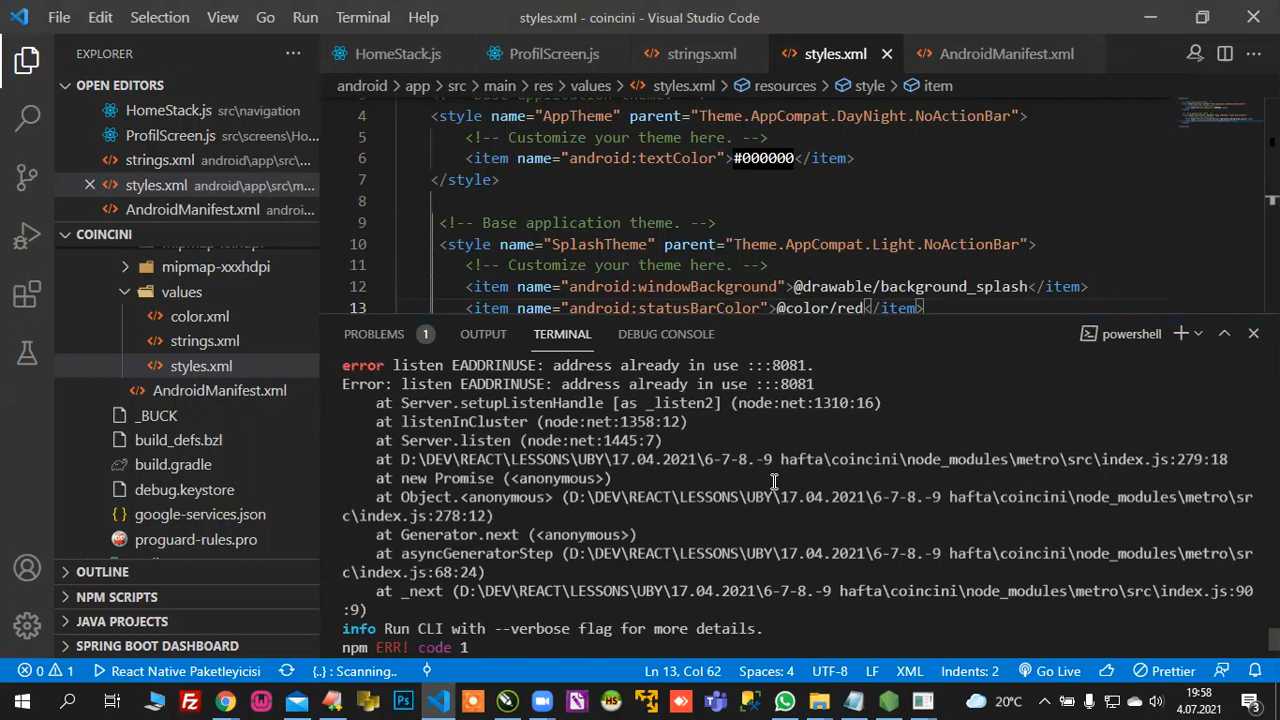 File Edit Selection View Go Run Terminal Help
styles.xml - coincini - Visual Studio Code
EXPLORER
HomeStack.js
ProfilScreen.js
strings.xml
styles.xml
AndroidManifest.xml
OPEN EDITORS
HomeStack.js src\navigation
ProfilScreen.js src\screens\Ho...
strings.xml android\app\src\...
styles.xml android\app\src\m...
AndroidManifest.xml androi...
COINCINI
mipmap-xxxhdpi
values
color.xml
strings.xml
styles.xml
AndroidManifest.xml
_BUCK
build_defs.bzl
build.gradle
debug.keystore
google-services.json
proguard-rules.pro
OUTLINE
NPM SCRIPTS
JAVA PROJECTS
SPRING BOOT DASHBOARD
android > app > src > main > res > values > styles.xml > resources > style > item
4 <style name="AppTheme" parent="Theme.AppCompat.DayNight.NoActionBar">
5 <!-- Customize your theme here. -->
6 <item name="android:textColor">#000000</item>
7 </style>
8
9 <!-- Base application theme. -->
10 <style name="SplashTheme" parent="Theme.AppCompat.Light.NoActionBar">
11 <!-- Customize your theme here. -->
12 <item name="android:windowBackground">@drawable/background_splash</item>
13 <item name="android:statusBarColor">@color/red</item>
PROBLEMS 1 OUTPUT TERMINAL DEBUG CONSOLE
powershell
error listen EADDRINUSE: address already in use :::8081.
Error: listen EADDRINUSE: address already in use :::8081
at Server.setupListenHandle [as _listen2] (node:net:1310:16)
at listenInCluster (node:net:1358:12)
at Server.listen (node:net:1445:7)
at D:\DEV\REACT\LESSONS\UBY\17.04.2021\6-7-8.-9 hafta\coincini\node_modules\metro\src\index.js:279:18
at new Promise (<anonymous>)
at Object.<anonymous> (D:\DEV\REACT\LESSONS\UBY\17.04.2021\6-7-8.-9 hafta\coincini\node_modules\metro\sr
c\index.js:278:12)
at Generator.next (<anonymous>)
at asyncGeneratorStep (D:\DEV\REACT\LESSONS\UBY\17.04.2021\6-7-8.-9 hafta\coincini\node_modules\metro\sr
c\index.js:68:24)
at _next (D:\DEV\REACT\LESSONS\UBY\17.04.2021\6-7-8.-9 hafta\coincini\node_modules\metro\src\index.js:90
:9)
info Run CLI with --verbose flag for more details.
npm ERR! code 1
0 1 React Native Paketleyicisi {..} : Scanning.. Ln 13, Col 62 Spaces: 4 UTF-8 LF XML Indents: 2 Go Live Prettier
20°C
19:58
4.07.2021
3